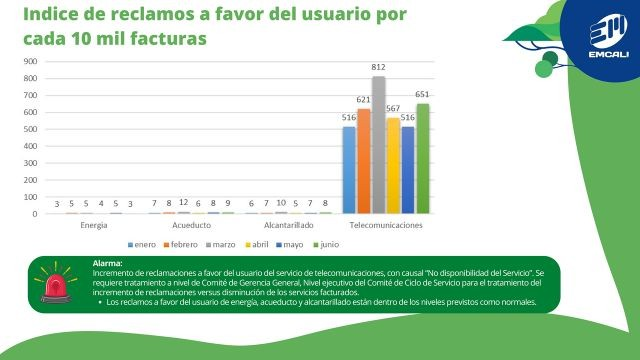 Indice de reclamos a favor del usuario por
cada 10 mil facturas
EM
EMCALI
900
800
700
600
500
400
300
200
100
0
3 5 5 4 5 3
7 8 12 6 8 9
6 7 10 5 7 8
516 621 812 567 516 651
Energia Acueducto Alcantarillado Telecomunicaciones
enero febrero marzo abril mayo junio
Alarma:
Incremento de reclamaciones a favor del usuario del servicio de telecomunicaciones, con causal "No disponibilidad del Servicio". Se
requiere tratamiento a nivel de Comité de Gerencia General, Nivel ejecutivo del Comité de Ciclo de Servicio para el tratamiento del
incremento de reclamaciones versus disminución de los servicios facturados.
• Los reclamos a favor del usuario de energía, acueducto y alcantarillado están dentro de los niveles previstos como normales.